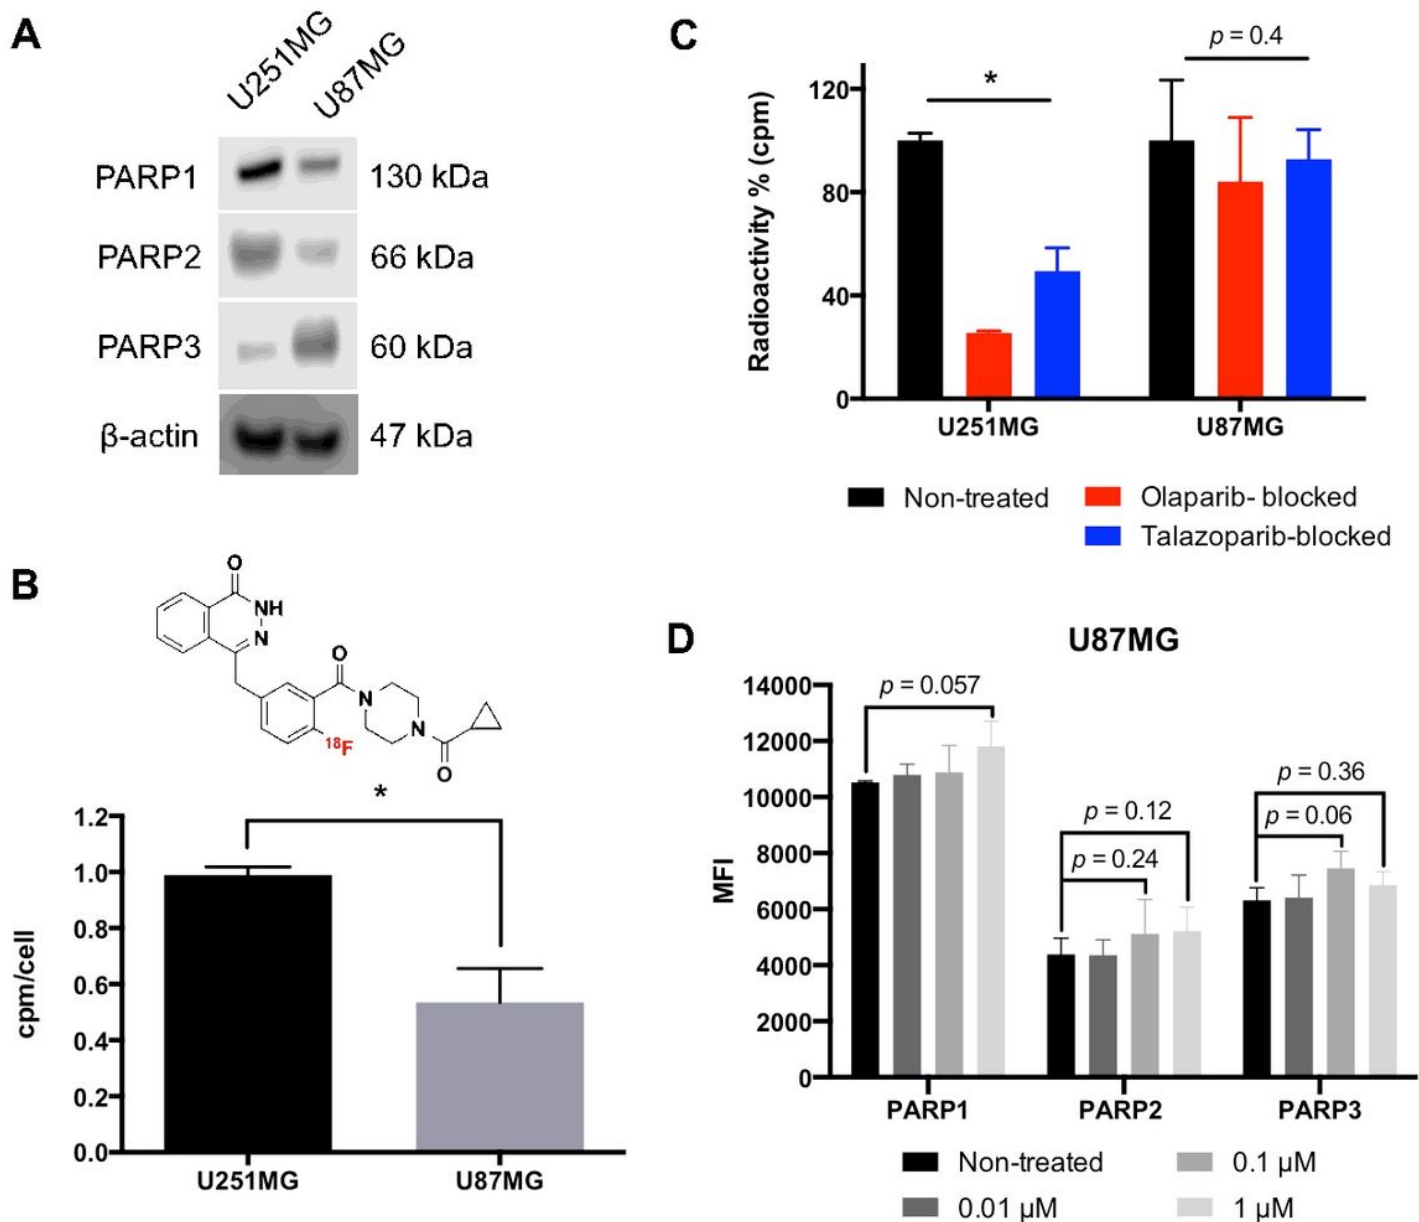 A
U251MG
U87MG
PARP1
130 kDa
PARP2
66 kDa
PARP3
60 kDa
β-actin
47 kDa
B
O
NH
N
O
N
N
18F
O
*
cpm/cell
1.2
1.0
0.8
0.6
0.4
0.2
0.0
U251MG
U87MG
C
p = 0.4
*
Radioactivity % (cpm)
120
80
40
0
U251MG
U87MG
Non-treated
Olaparib- blocked
Talazoparib-blocked
D
U87MG
MFI
14000
12000
10000
8000
6000
4000
2000
0
p = 0.057
p = 0.12
p = 0.24
p = 0.36
p = 0.06
PARP1
PARP2
PARP3
Non-treated
0.1 µM
0.01 µM
1 µM